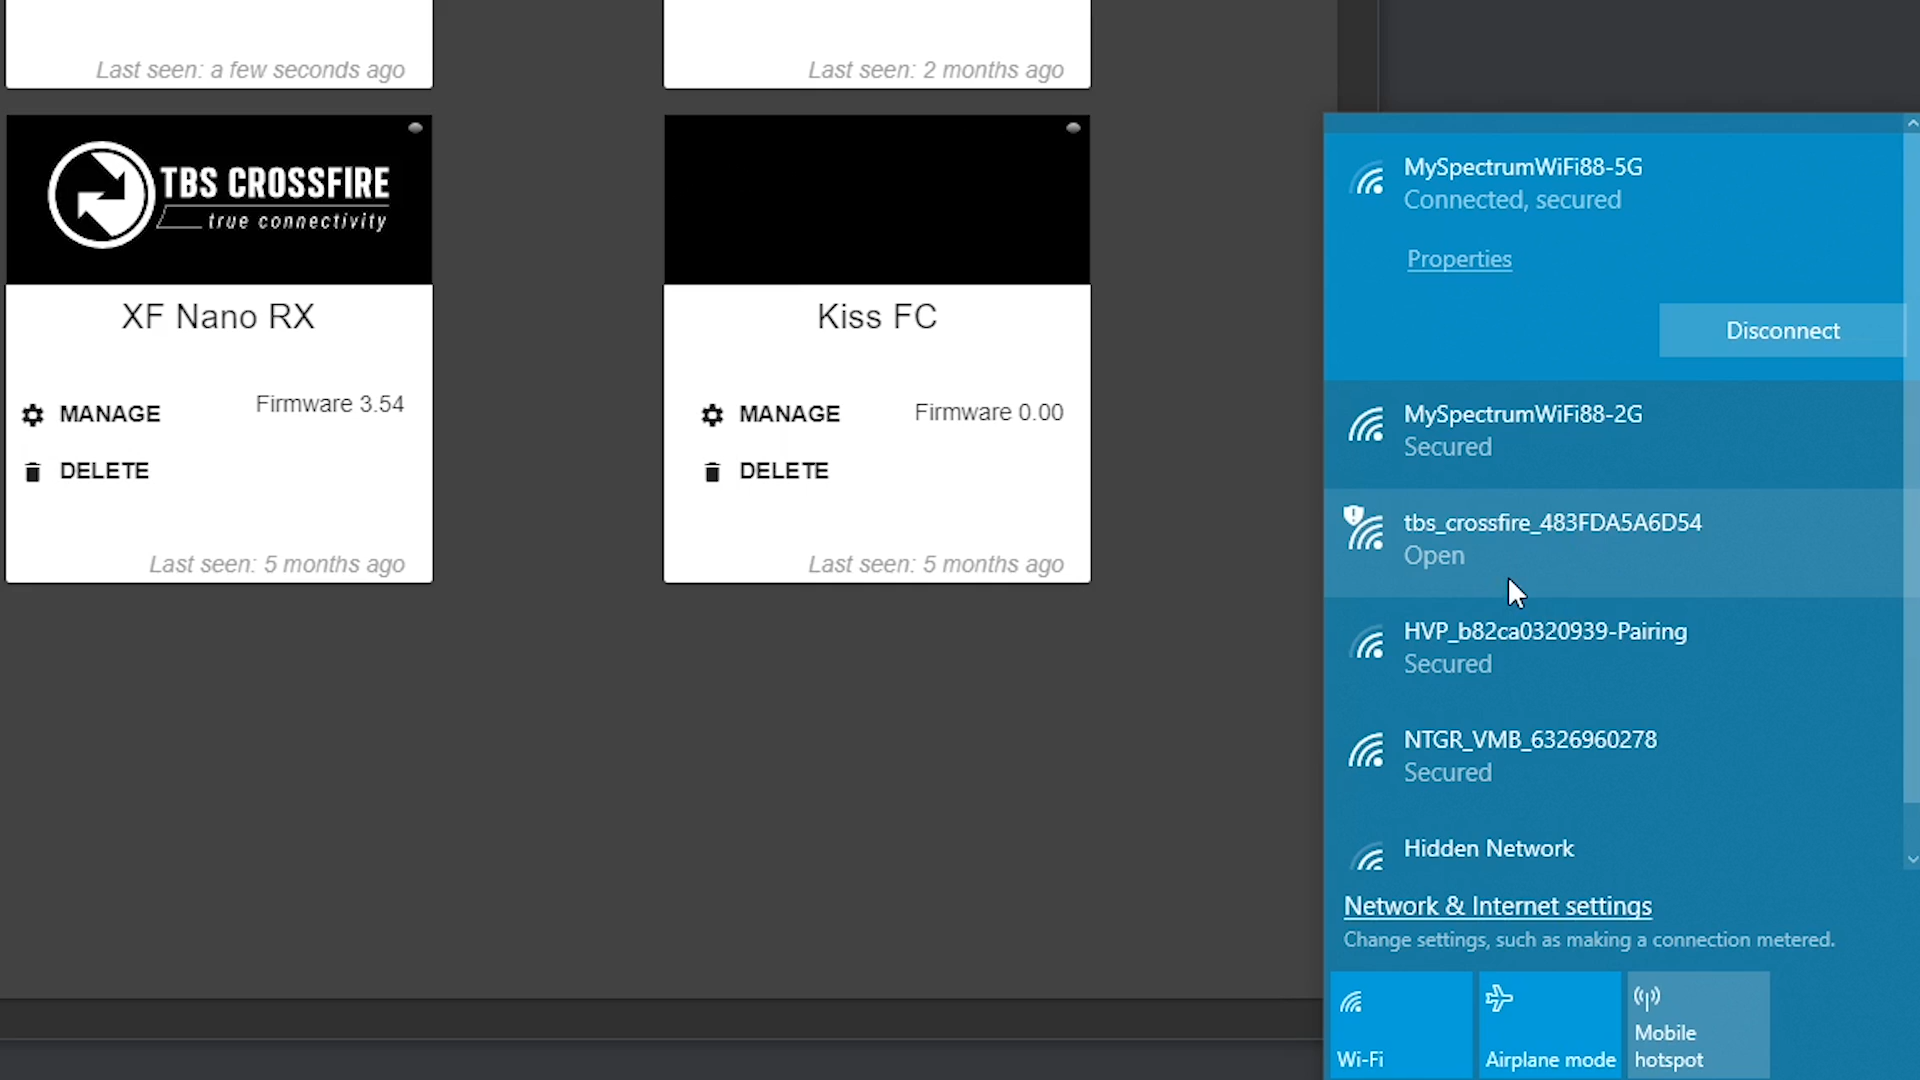 Last seen: a few seconds ago
Last seen: 2 months ago
TBS CROSSFIRE
true connectivity
XF Nano RX
MANAGE
Firmware 3.54
DELETE
Last seen: 5 months ago
Kiss FC
MANAGE
Firmware 0.00
DELETE
Last seen: 5 months ago
MySpectrumWiFi88-5G
Connected, secured
Properties
Disconnect
MySpectrumWiFi88-2G
Secured
tbs_crossfire_483FDA5A6D54
Open
HVP_b82ca0320939-Pairing
Secured
NTGR_VMB_6326960278
Secured
Hidden Network
Network & Internet settings
Change settings, such as making a connection metered.
Wi-Fi
Airplane mode
Mobile
hotspot